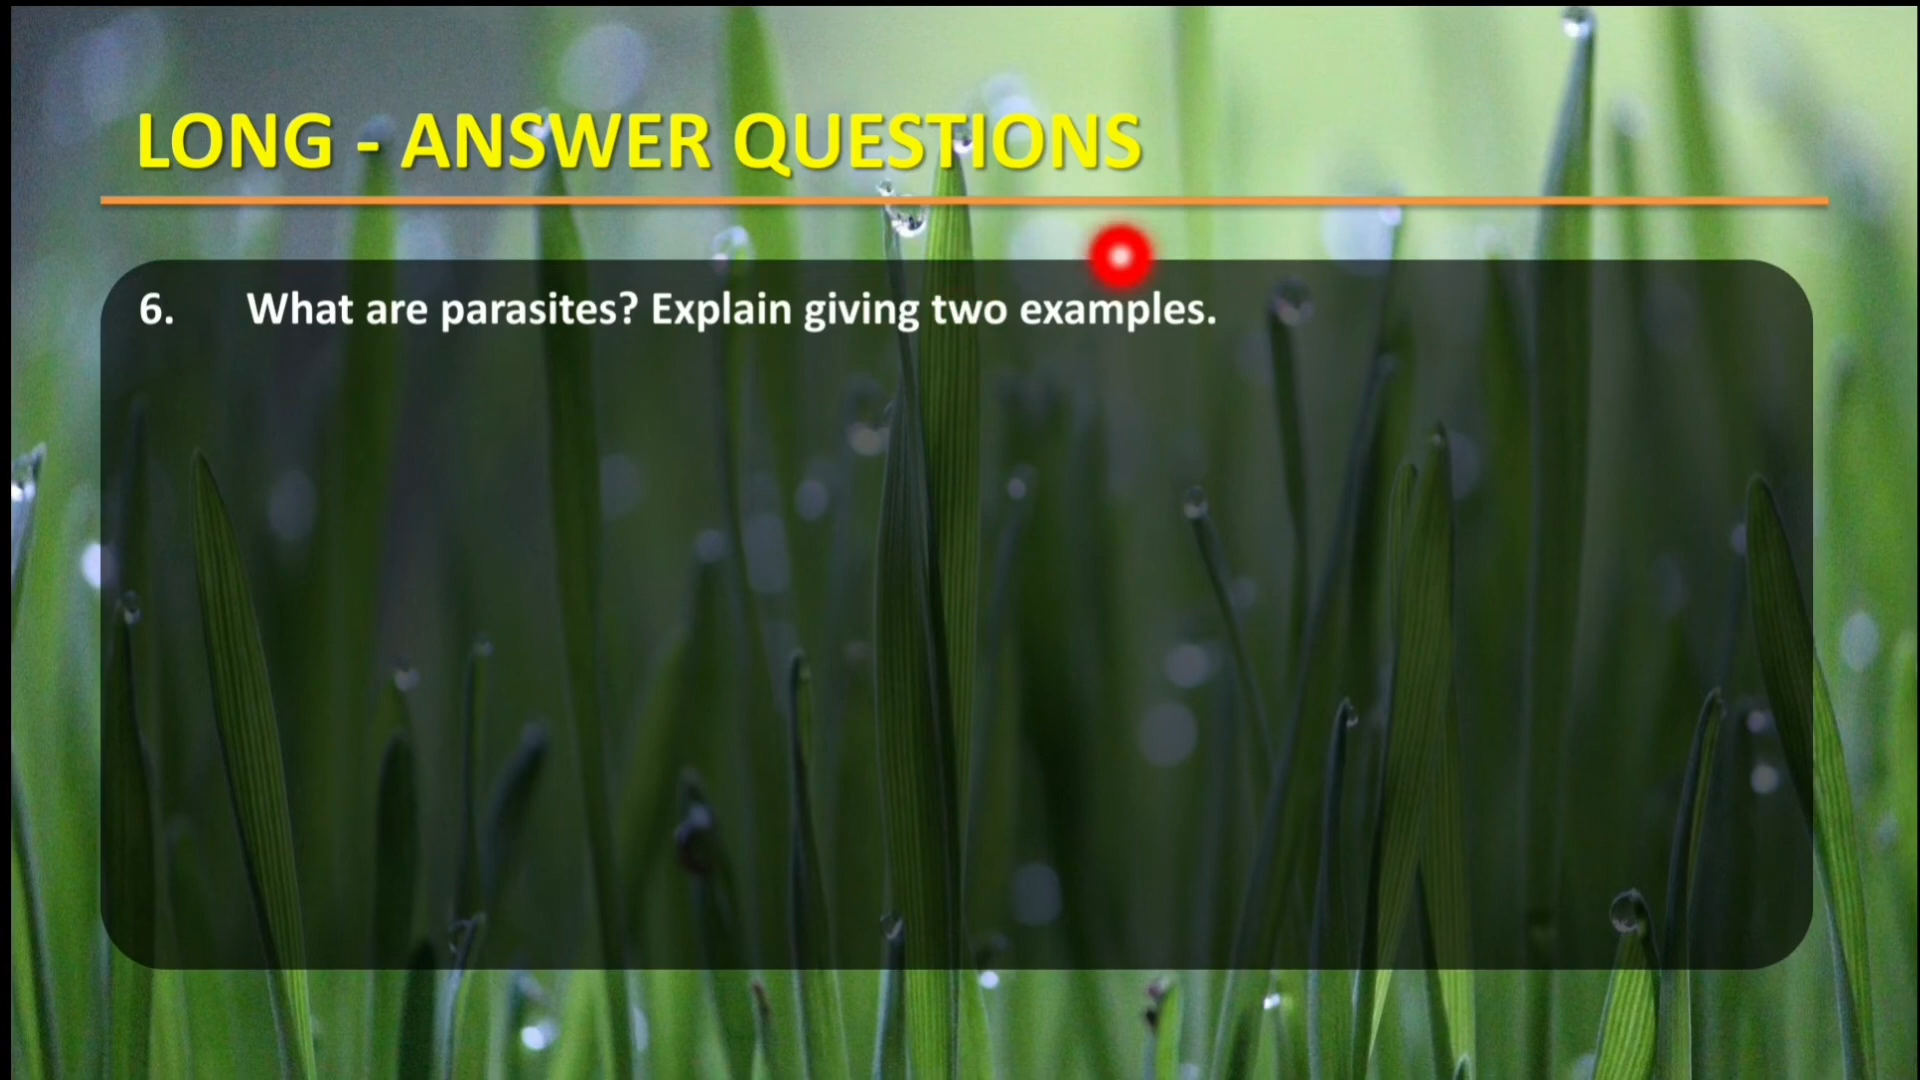 LONG - ANSWER QUESTIONS
6. What are parasites? Explain giving two examples.